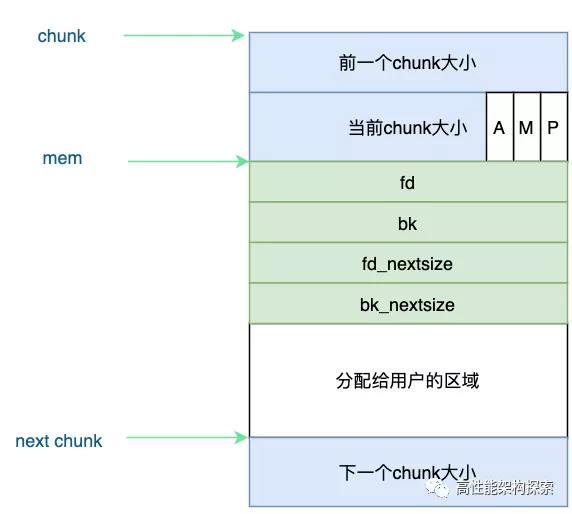 chunk
前一个chunk大小
当前chunk大小 A M P
mem
fd
bk
fd_nextsize
bk_nextsize
分配给用户的区域
next chunk
下一个chunk大小
高性能架构探索